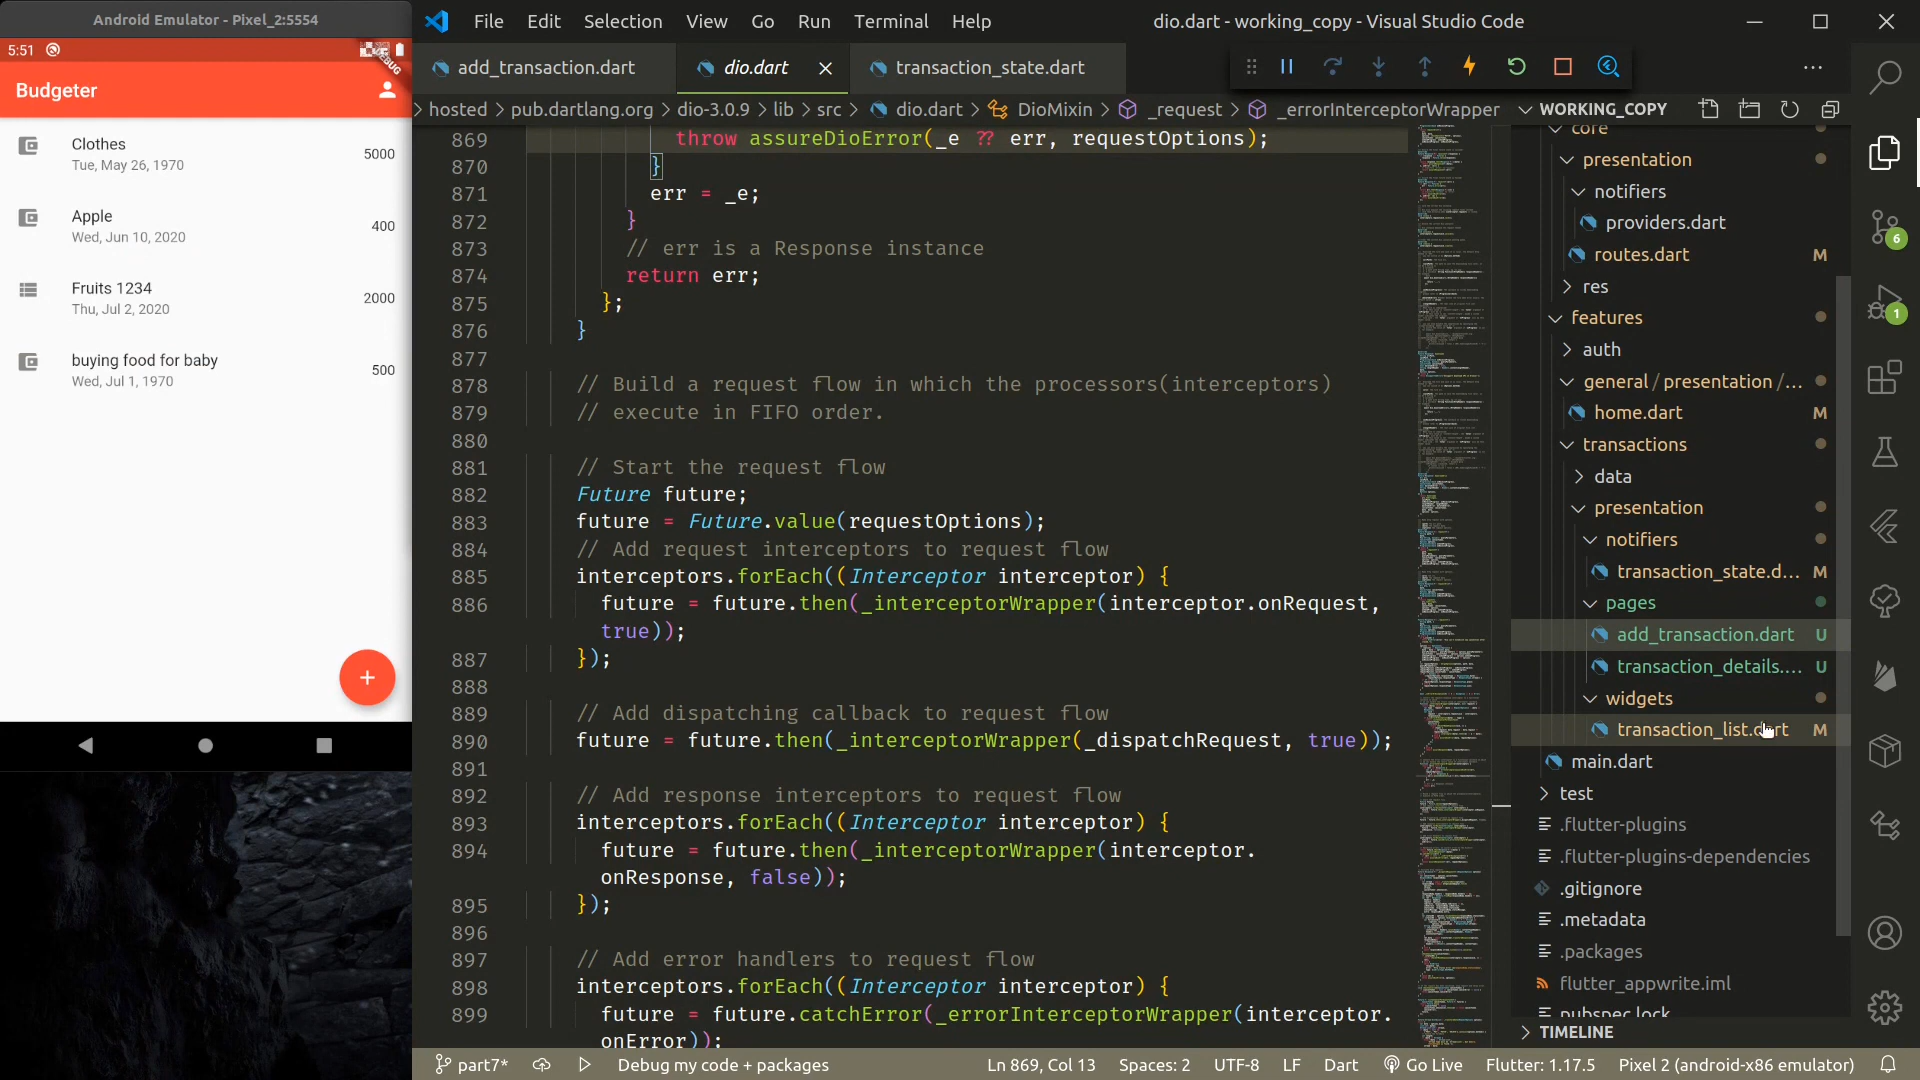 Android Emulator - Pixel_2:5554
5:51
DEBUG
Budgeter
Clothes
Tue, May 26, 1970
5000
Apple
Wed, Jun 10, 2020
400
Fruits 1234
Thu, Jul 2, 2020
2000
buying food for baby
Wed, Jul 1, 1970
500
+
File Edit Selection View Go Run Terminal Help
dio.dart - working_copy - Visual Studio Code
add_transaction.dart
dio.dart
transaction_state.dart
hosted > pub.dartlang.org > dio-3.0.9 > lib > src > dio.dart > DioMixin > _request > _errorInterceptorWrapper
869 throw assureDioError(_e ?? err, requestOptions);
870 }
871 err = _e;
872 }
873 // err is a Response instance
874 return err;
875 };
876 }
877
878 // Build a request flow in which the processors(interceptors)
879 // execute in FIFO order.
880
881 // Start the request flow
882 Future future;
883 future = Future.value(requestOptions);
884 // Add request interceptors to request flow
885 interceptors.forEach((Interceptor interceptor) {
886 future = future.then(_interceptorWrapper(interceptor.onRequest,
true));
887 });
888
889 // Add dispatching callback to request flow
890 future = future.then(_interceptorWrapper(_dispatchRequest, true));
891
892 // Add response interceptors to request flow
893 interceptors.forEach((Interceptor interceptor) {
894 future = future.then(_interceptorWrapper(interceptor.
onResponse, false));
895 });
896
897 // Add error handlers to request flow
898 interceptors.forEach((Interceptor interceptor) {
899 future = future.catchError(_errorInterceptorWrapper(interceptor.
onError));
WORKING_COPY
core
presentation
notifiers
providers.dart
routes.dart M
res
features
auth
general / presentation / ...
home.dart M
transactions
data
presentation
notifiers
transaction_state.d... M
pages
add_transaction.dart U
transaction_details.... U
widgets
transaction_list.dart M
main.dart
test
.flutter-plugins
.flutter-plugins-dependencies
.gitignore
.metadata
.packages
flutter_appwrite.iml
pubspec.lock
TIMELINE
6
1
part7*
Debug my code + packages
Ln 869, Col 13
Spaces: 2
UTF-8
LF
Dart
Go Live
Flutter: 1.17.5
Pixel 2 (android-x86 emulator)